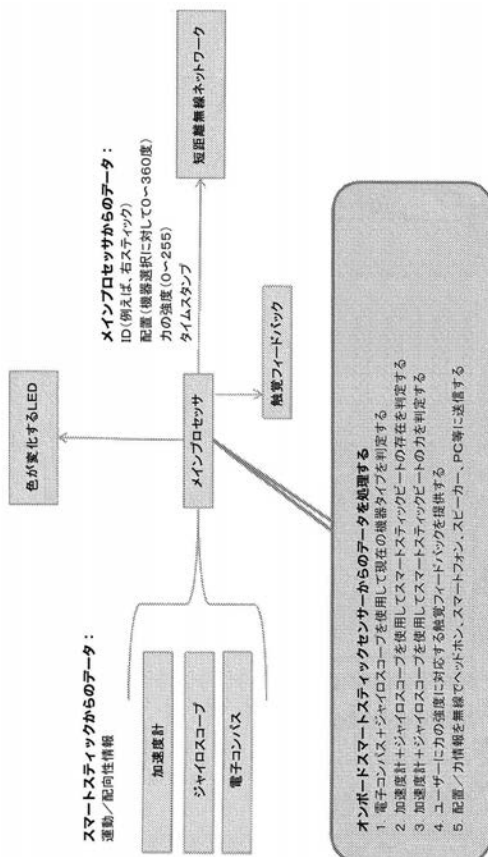 スマートスティックからのデータ：
運動／配向性情報
加速度計
ジャイロスコープ
電子コンパス
色が変化するLED
メインプロセッサ
触覚フィードバック
メインプロセッサからのデータ：
ID（例えば、右スティック）
配置（機器選択に対して0～360度）
力の強度（0～255）
タイムスタンプ
短距離無線ネットワーク
オンボードスマートスティックセンサーからのデータを処理する
1 電子コンパス＋ジャイロスコープを使用して現在の機器タイプを判定する
2 加速度計＋ジャイロスコープを使用してスマートスティックビートの存在を判定する
3 加速度計＋ジャイロスコープを使用してスマートスティックビートの力を判定する
4 ユーザーに力の強度に対応する触覚フィードバックを提供する
5 配置／力情報を無線でヘッドホン、スマートフォン、スピーカー、PC等に送信する